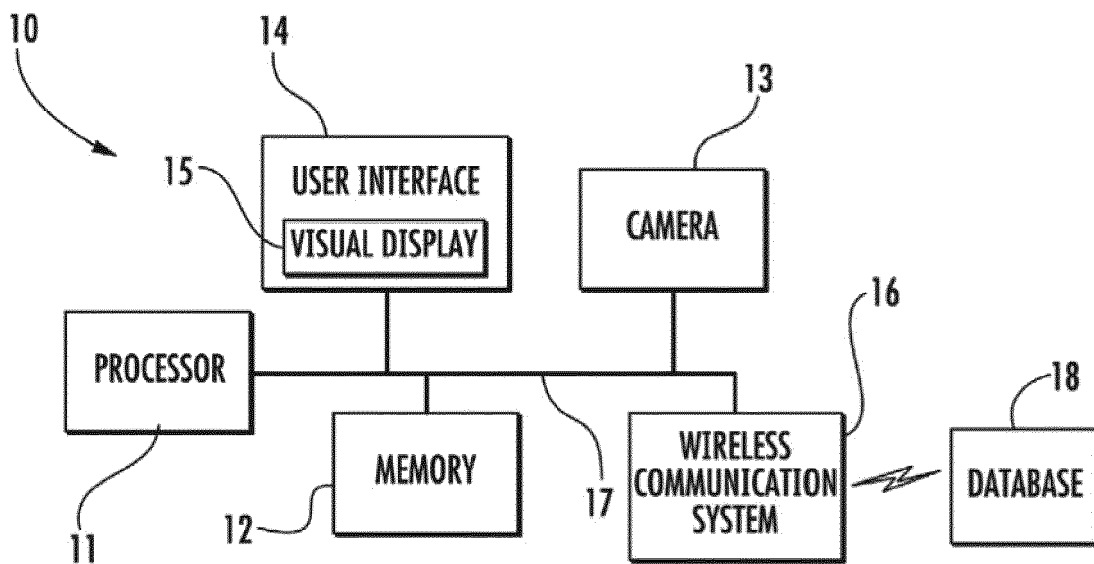 10
14
13
USER INTERFACE
15
VISUAL DISPLAY
CAMERA
16
PROCESSOR
18
MEMORY
WIRELESS
COMMUNICATION
SYSTEM
DATABASE
17
12
11